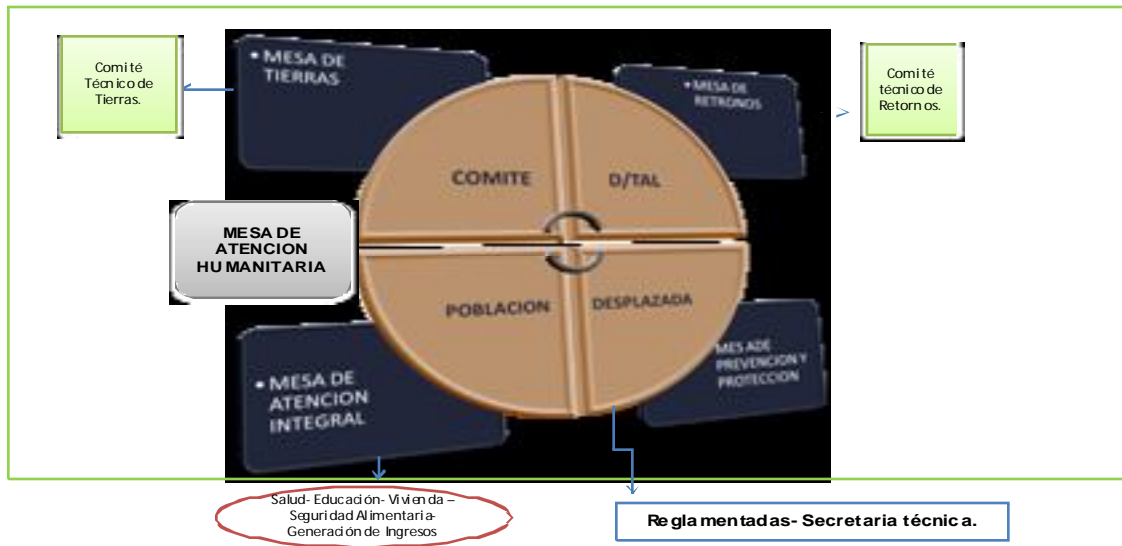 Comité
Técnico de
Tierras.
• MESA DE
TIERRAS
• MESA DE
RETRONOS
Comité
técnico de
Retornos.
COMITE
D/TAL
MESA DE
ATENCION
HUMANITARIA
POBLACION
DESPLAZADA
• MESA DE
ATENCION
INTEGRAL
MES ADE
PREVENCION Y
PROTECCION
Salud- Educación- Vivienda –
Seguridad Alimentaria-
Generación de Ingresos
Reglamentadas- Secretaria técnica.